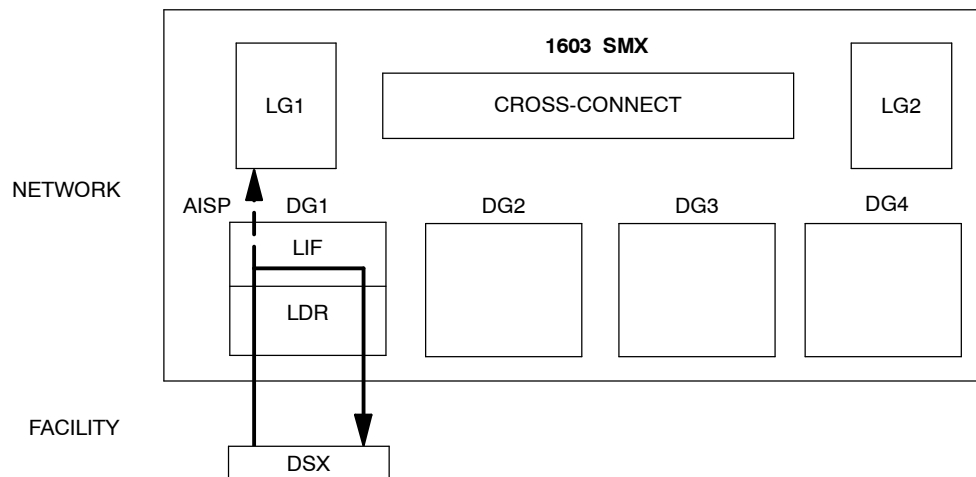 1603 SMX
LG1
CROSS-CONNECT
LG2
NETWORK
AISP
DG1
DG2
DG3
DG4
LIF
LDR
FACILITY
DSX